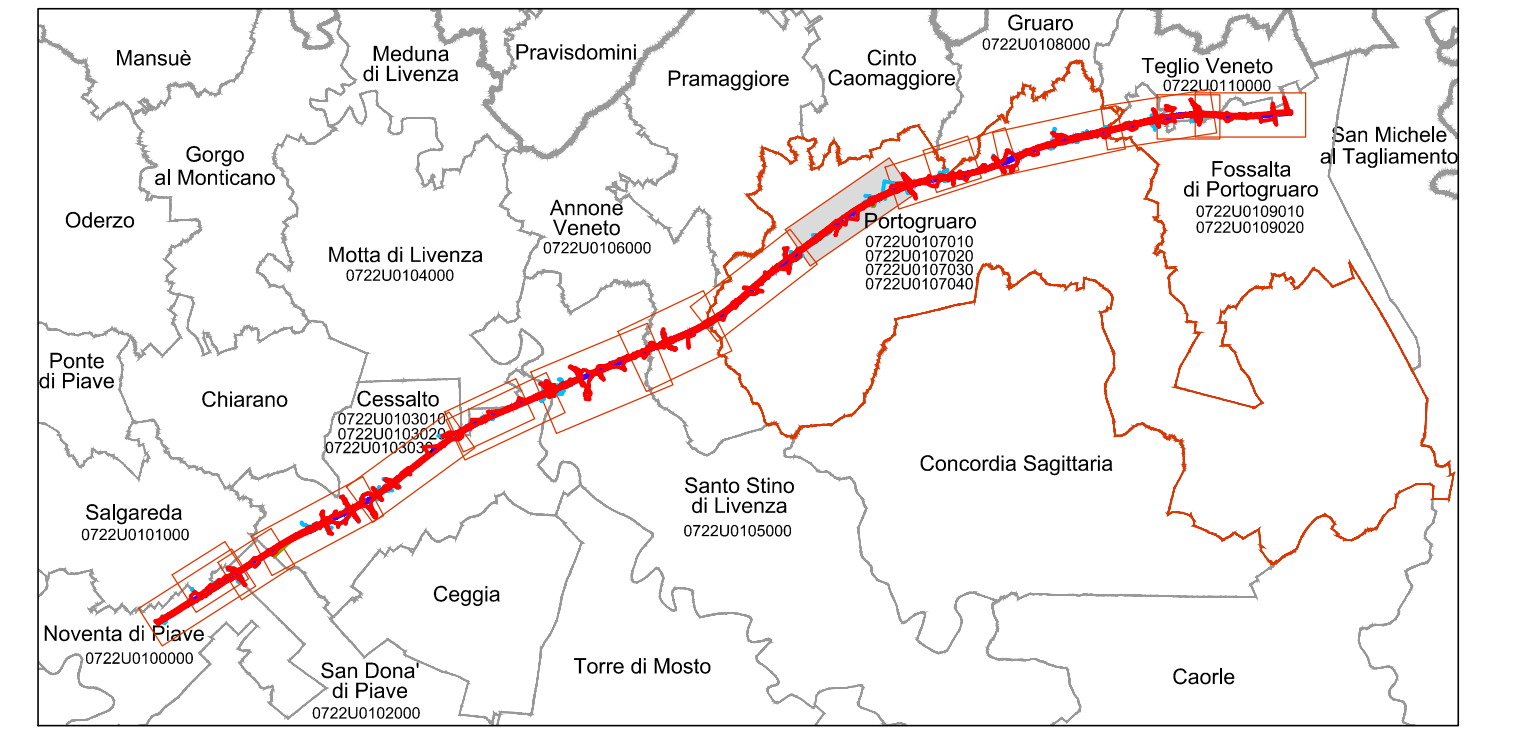 Gruaro
0722U0108000
Mansuè
Meduna
di Livenza
Pravisdomini
Pramaggiore
Cinto
Caomaggiore
Teglio Veneto
0722U0110000
San Michele
al Tagliamento
Gorgo
al Monticano
Fossalta
di Portogruaro
0722U0109010
0722U0109020
Oderzo
Annone
Veneto
0722U0106000
Portogruaro
0722U0107010
0722U0107020
0722U0107030
0722U0107040
Motta di Livenza
0722U0104000
Ponte
di Piave
Chiarano
Cessalto
0722U0103010
0722U0103020
0722U0103030
Concordia Sagittaria
Salgareda
0722U0101000
Santo Stino
di Livenza
0722U0105000
Ceggia
Noventa di Piave
0722U0100000
San Dona'
di Piave
0722U0102000
Torre di Mosto
Caorle